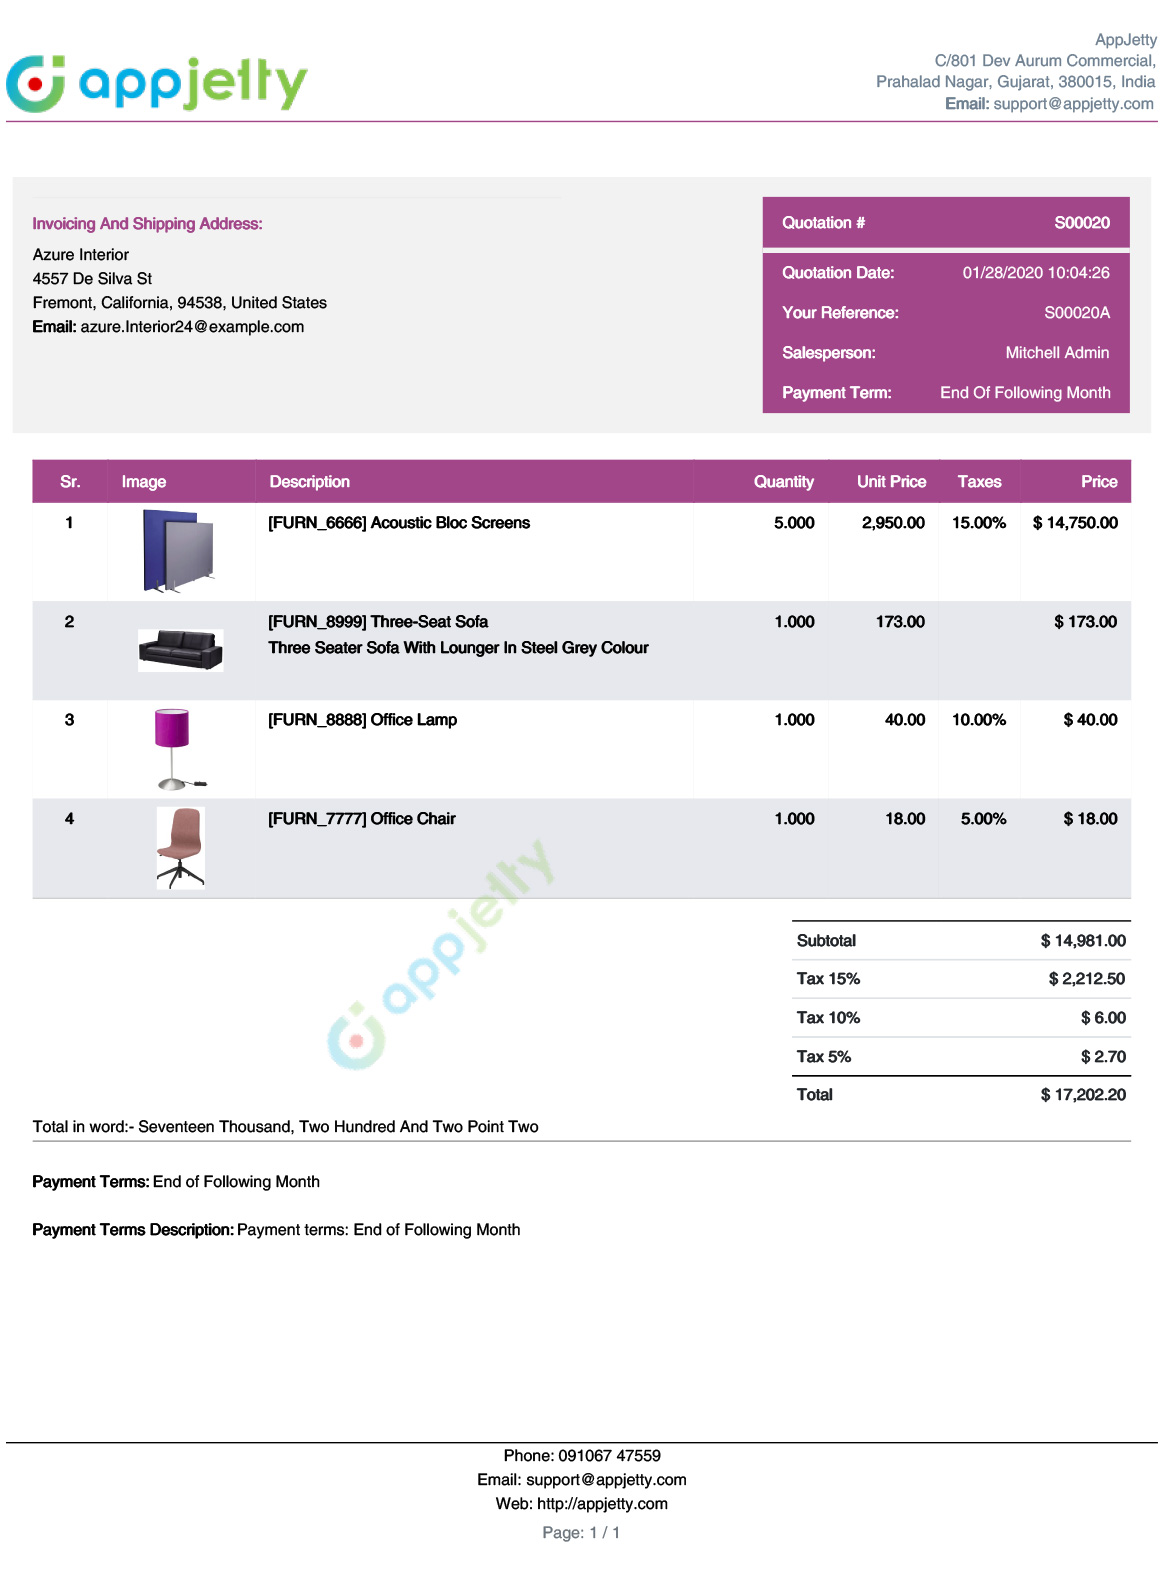 appjetty
AppJetty
C/801 Dev Aurum Commercial,
Prahalad Nagar, Gujarat, 380015, India
Email: support@appjetty.com
Invoicing And Shipping Address:
Azure Interior
4557 De Silva St
Fremont, California, 94538, United States
Email: azure.Interior24@example.com
Quotation # S00020
Quotation Date: 01/28/2020 10:04:26
Your Reference: S00020A
Salesperson: Mitchell Admin
Payment Term: End Of Following Month
Sr. Image Description Quantity Unit Price Taxes Price
1 [FURN_6666] Acoustic Bloc Screens 5.000 2,950.00 15.00% $ 14,750.00
2 [FURN_8999] Three-Seat Sofa 1.000 173.00 $ 173.00
Three Seater Sofa With Lounger In Steel Grey Colour
3 [FURN_8888] Office Lamp 1.000 40.00 10.00% $ 40.00
4 [FURN_7777] Office Chair 1.000 18.00 5.00% $ 18.00
appjetty
Subtotal $ 14,981.00
Tax 15% $ 2,212.50
Tax 10% $ 6.00
Tax 5% $ 2.70
Total $ 17,202.20
Total in word:- Seventeen Thousand, Two Hundred And Two Point Two
Payment Terms: End of Following Month
Payment Terms Description: Payment terms: End of Following Month
Phone: 091067 47559
Email: support@appjetty.com
Web: http://appjetty.com
Page: 1 / 1